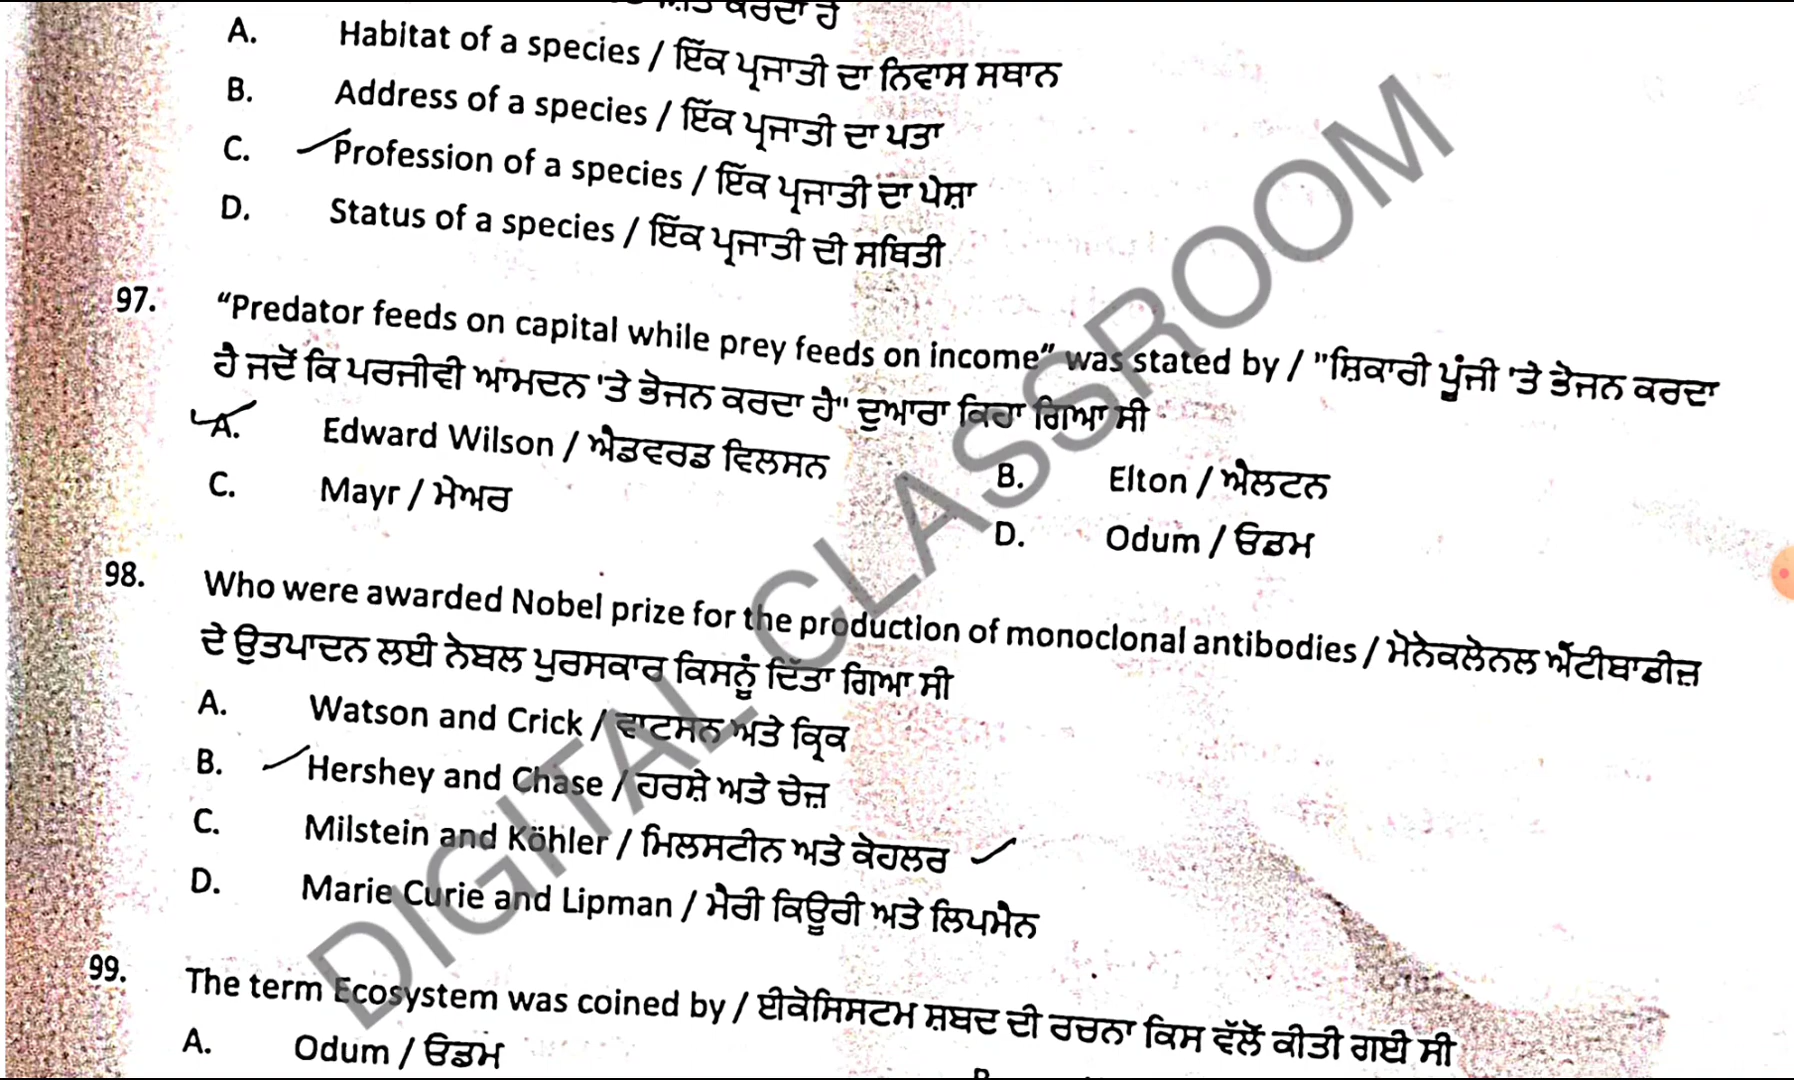 ਕਰਦਾ ਹੈ
A. Habitat of a species / ਇੱਕ ਪ੍ਰਜਾਤੀ ਦਾ ਨਿਵਾਸ ਸਥਾਨ
B. Address of a species / ਇੱਕ ਪ੍ਰਜਾਤੀ ਦਾ ਪਤਾ
C. Profession of a species / ਇੱਕ ਪ੍ਰਜਾਤੀ ਦਾ ਪੇਸ਼ਾ
D. Status of a species / ਇੱਕ ਪ੍ਰਜਾਤੀ ਦੀ ਸਥਿਤੀ
97. “Predator feeds on capital while prey feeds on income” was stated by / "ਸ਼ਿਕਾਰੀ ਪੂੰਜੀ 'ਤੇ ਭੋਜਨ ਕਰਦਾ
ਹੈ ਜਦੋਂ ਕਿ ਪਰਜੀਵੀ ਆਮਦਨ 'ਤੇ ਭੋਜਨ ਕਰਦਾ ਹੈ" ਦੁਆਰਾ ਕਿਹਾ ਗਿਆ ਸੀ
A. Edward Wilson / ਐਡਵਰਡ ਵਿਲਸਨ
B. Elton / ਐਲਟਨ
C. Mayr / ਮੇਅਰ
D. Odum / ਓਡਮ
98. Who were awarded Nobel prize for the production of monoclonal antibodies / ਮੋਨੋਕਲੋਨਲ ਐਂਟੀਬਾਡੀਜ਼
ਦੇ ਉਤਪਾਦਨ ਲਈ ਨੋਬਲ ਪੁਰਸਕਾਰ ਕਿਸਨੂੰ ਦਿੱਤਾ ਗਿਆ ਸੀ
A. Watson and Crick / ਵਾਟਸਨ ਅਤੇ ਕ੍ਰਿਕ
B. Hershey and Chase / ਹਰਸ਼ੇ ਅਤੇ ਚੇਜ਼
C. Milstein and Köhler / ਮਿਲਸਟੀਨ ਅਤੇ ਕੋਹਲਰ
D. Marie Curie and Lipman / ਮੈਰੀ ਕਿਊਰੀ ਅਤੇ ਲਿਪਮੈਨ
99. The term Ecosystem was coined by / ਈਕੋਸਿਸਟਮ ਸ਼ਬਦ ਦੀ ਰਚਨਾ ਕਿਸ ਵੱਲੋਂ ਕੀਤੀ ਗਈ ਸੀ
A. Odum / ਓਡਮ
DIGITAL CLASSROOM